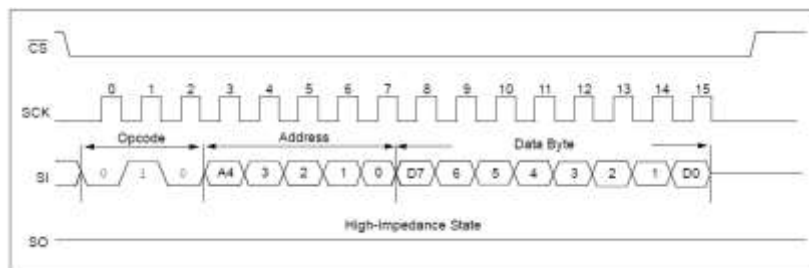 CS
0 1 2 3 4 5 6 7 8 9 10 11 12 13 14 15
SCK
Opcode Address Data Byte
SI 0 1 0 A4 3 2 1 0 D7 6 5 4 3 2 1 D0
High-Impedance State
SO